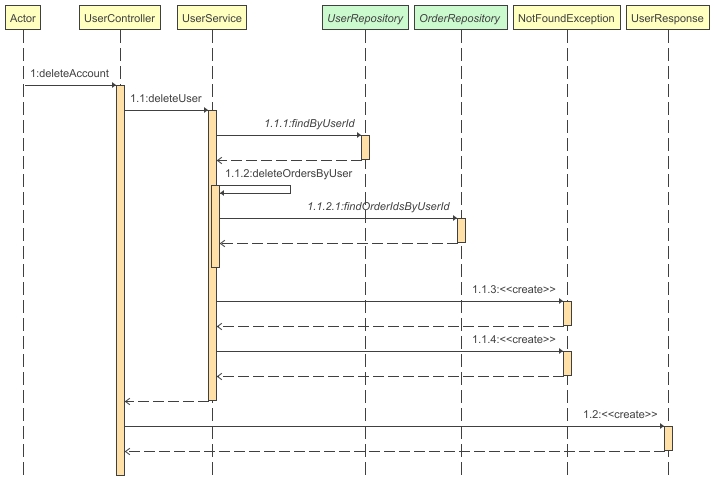 Actor
UserController
UserService
UserRepository
OrderRepository
NotFoundException
UserResponse
1:deleteAccount
1.1:deleteUser
1.1.1:findByUserId
1.1.2:deleteOrdersByUser
1.1.2.1:findOrderIdsByUserId
1.1.3:<<create>>
1.1.4:<<create>>
1.2:<<create>>